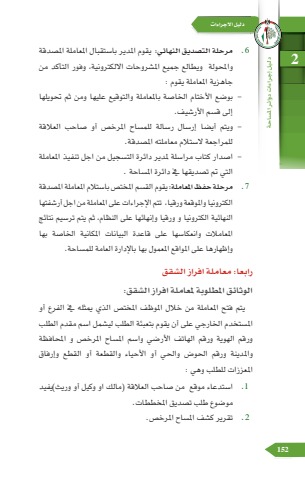 دليل الاجراءات
2
دليل إجراءات دوائر المساحة
6. مرحلة التصديق النهائي: يقوم المدير باستقبال المعاملة المصدقة
والمحولة ويطالع جميع المشروحات الالكترونية، وفور التأكد من
جاهزية المعاملة يقوم :
- بوضع الأختام الخاصة بالمعاملة والتوقيع عليها ومن ثم تحويلها
إلى قسم الأرشيف.
- ويتم أيضا إرسال رسالة للمساح المرخص أو صاحب العلاقة
للمراجعة لاستلام معاملته المصدقة.
- اصدار كتاب مراسلة لمدير دائرة التسجيل من اجل تنفيذ المعاملة
التي تم تصديقها في دائرة المساحة .
7. مرحلة حفظ المعاملة: يقوم القسم المختص باستلام المعاملة المصدقة
الكترونيا والموقعة ورقيا، تتم الإجراءات على المعاملة من اجل أرشفتها
النهائية الكترونيا و ورقيا وإنهائها على النظام، ثم يتم ترسيم نتائج
المعاملات وانعكاسها على قاعدة البيانات المكانية الخاصة بها
وإظهارها على المواقع المعمول بها بالإدارة العامة للمساحة.
رابعا: معاملة افراز الشقق
الوثائق المطلوبة لمعاملة افراز الشقق:
يتم فتح المعاملة من خلال الموظف المختص الذي يمثله في الفرع أو
المستخدم الخارجي على أن يقوم بتعبئة الطلب ليشمل اسم مقدم الطلب
ورقم الهوية ورقم الهاتف الأرضي واسم المساح المرخص و المحافظة
والمدينة ورقم الحوض والحي أو الأحياء والقطعة أو القطع وإرفاق
المعززات للطلب وهي :
1. استدعاء موقع من صاحب العلاقة (مالك او وكيل أو وريث) يفيد
موضوع طلب تصديق المخططات.
2. تقرير كشف المساح المرخص.
152